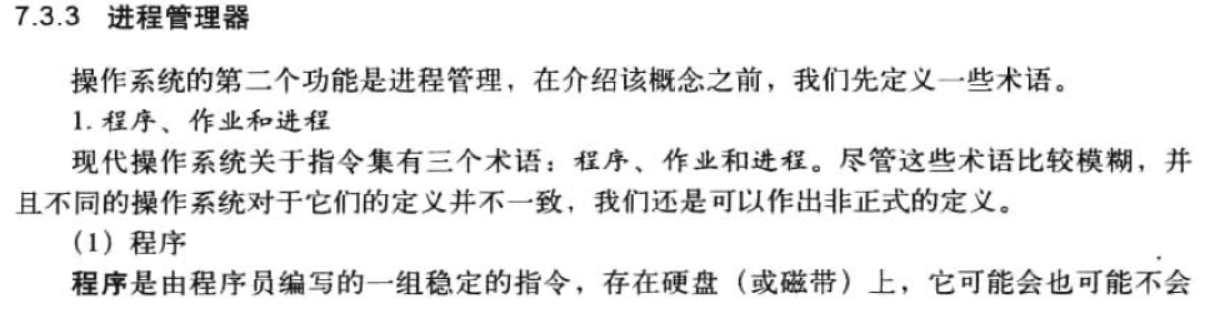 7.3.3 进程管理器
操作系统的第二个功能是进程管理，在介绍该概念之前，我们先定义一些术语。
1. 程序、作业和进程
现代操作系统关于指令集有三个术语：程序、作业和进程。尽管这些术语比较模糊，并
且不同的操作系统对于它们的定义并不一致，我们还是可以作出非正式的定义。
（1）程序
程序是由程序员编写的一组稳定的指令，存在硬盘（或磁带）上，它可能会也可能不会